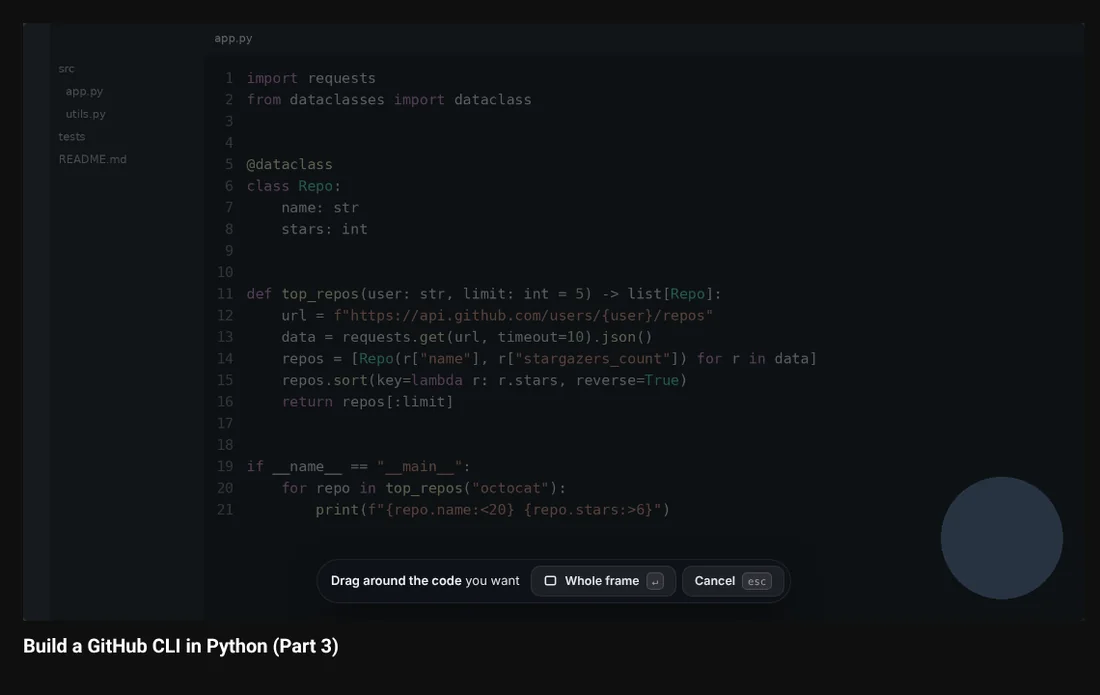 app.py
src
app.py
utils.py
tests
README.md
1 import requests
2 from dataclasses import dataclass
3
4
5 @dataclass
6 class Repo:
7     name: str
8     stars: int
9
10
11 def top_repos(user: str, limit: int = 5) -> list[Repo]:
12     url = f"https://api.github.com/users/{user}/repos"
13     data = requests.get(url, timeout=10).json()
14     repos = [Repo(r["name"], r["stargazers_count"]) for r in data]
15     repos.sort(key=lambda r: r.stars, reverse=True)
16     return repos[:limit]
17
18
19 if __name__ == "__main__":
20     for repo in top_repos("octocat"):
21         print(f"{repo.name:<20} {repo.stars:>6}")
Drag around the code you want Whole frame ↵ Cancel esc
Build a GitHub CLI in Python (Part 3)